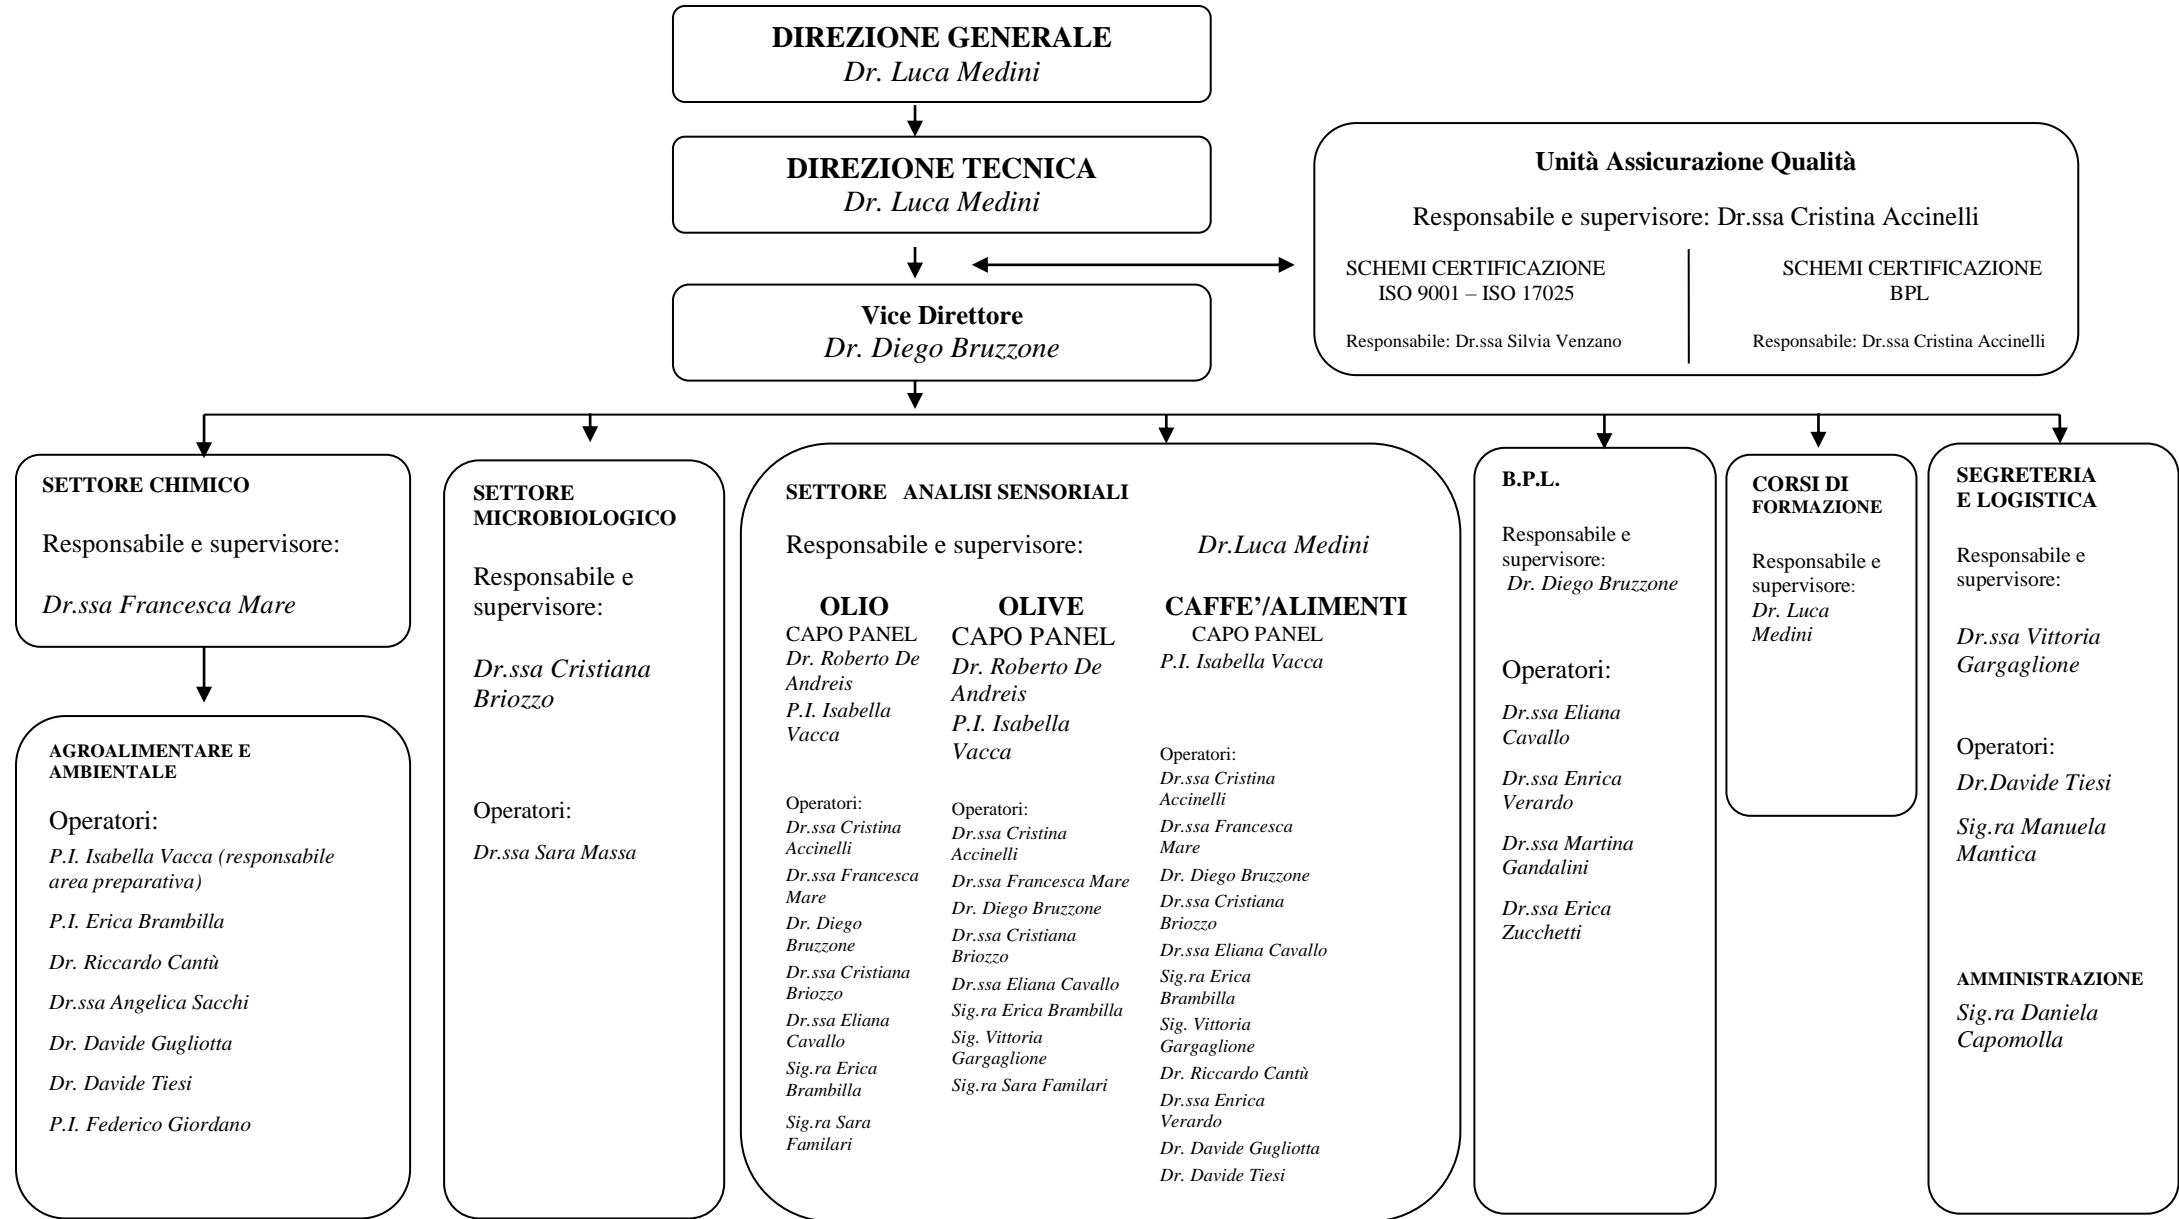 DIREZIONE GENERALE
Dr. Luca Medini
DIREZIONE TECNICA
Dr. Luca Medini
Unità Assicurazione Qualità
Responsabile e supervisore: Dr.ssa Cristina Accinelli
SCHEMI CERTIFICAZIONE
ISO 9001 – ISO 17025
Responsabile: Dr.ssa Silvia Venzano
SCHEMI CERTIFICAZIONE
BPL
Responsabile: Dr.ssa Cristina Accinelli
Vice Direttore
Dr. Diego Bruzzone
SETTORE CHIMICO
Responsabile e supervisore:
Dr.ssa Francesca Mare
AGROALIMENTARE E
AMBIENTALE
Operatori:
P.I. Isabella Vacca (responsabile
area preparativa)
P.I. Erica Brambilla
Dr. Riccardo Cantù
Dr.ssa Angelica Sacchi
Dr. Davide Gugliotta
Dr. Davide Tiesi
P.I. Federico Giordano
SETTORE
MICROBIOLOGICO
Responsabile e
supervisore:
Dr.ssa Cristiana
Briozzo
Operatori:
Dr.ssa Sara Massa
SETTORE ANALISI SENSORIALI
Responsabile e supervisore: Dr.Luca Medini
OLIO
CAPO PANEL
Dr. Roberto De
Andreis
P.I. Isabella
Vacca
Operatori:
Dr.ssa Cristina
Accinelli
Dr.ssa Francesca
Mare
Dr. Diego
Bruzzone
Dr.ssa Cristiana
Briozzo
Dr.ssa Eliana
Cavallo
Sig.ra Erica
Brambilla
Sig.ra Sara
Familari
OLIVE
CAPO PANEL
Dr. Roberto De
Andreis
P.I. Isabella
Vacca
Operatori:
Dr.ssa Cristina
Accinelli
Dr.ssa Francesca Mare
Dr. Diego Bruzzone
Dr.ssa Cristiana
Briozzo
Dr.ssa Eliana Cavallo
Sig.ra Erica Brambilla
Sig. Vittoria
Gargaglione
Sig.ra Sara Familari
CAFFE’/ALIMENTI
CAPO PANEL
P.I. Isabella Vacca
Operatori:
Dr.ssa Cristina
Accinelli
Dr.ssa Francesca
Mare
Dr. Diego Bruzzone
Dr.ssa Cristiana
Briozzo
Dr.ssa Eliana Cavallo
Sig.ra Erica
Brambilla
Sig. Vittoria
Gargaglione
Dr. Riccardo Cantù
Dr.ssa Enrica
Verardo
Dr. Davide Gugliotta
Dr. Davide Tiesi
B.P.L.
Responsabile e
supervisore:
Dr. Diego Bruzzone
Operatori:
Dr.ssa Eliana
Cavallo
Dr.ssa Enrica
Verardo
Dr.ssa Martina
Gandalini
Dr.ssa Erica
Zucchetti
CORSI DI
FORMAZIONE
Responsabile e
supervisore:
Dr. Luca
Medini
SEGRETERIA
E LOGISTICA
Responsabile e
supervisore:
Dr.ssa Vittoria
Gargaglione
Operatori:
Dr.Davide Tiesi
Sig.ra Manuela
Mantica
AMMINISTRAZIONE
Sig.ra Daniela
Capomolla